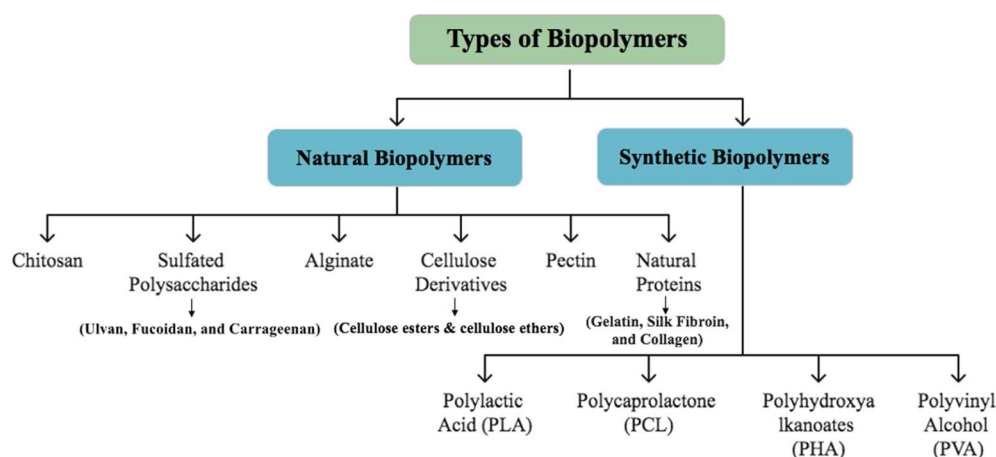 Types of Biopolymers
Natural Biopolymers
Synthetic Biopolymers
Chitosan
Sulfated
Polysaccharides
(Ulvan, Fucoidan, and Carrageenan)
Alginate
Cellulose
Derivatives
(Cellulose esters & cellulose ethers)
Pectin
Natural
Proteins
(Gelatin, Silk Fibroin,
and Collagen)
Polylactic
Acid (PLA)
Polycaprolactone
(PCL)
Polyhydroxya
lkanoates
(PHA)
Polyvinyl
Alcohol
(PVA)